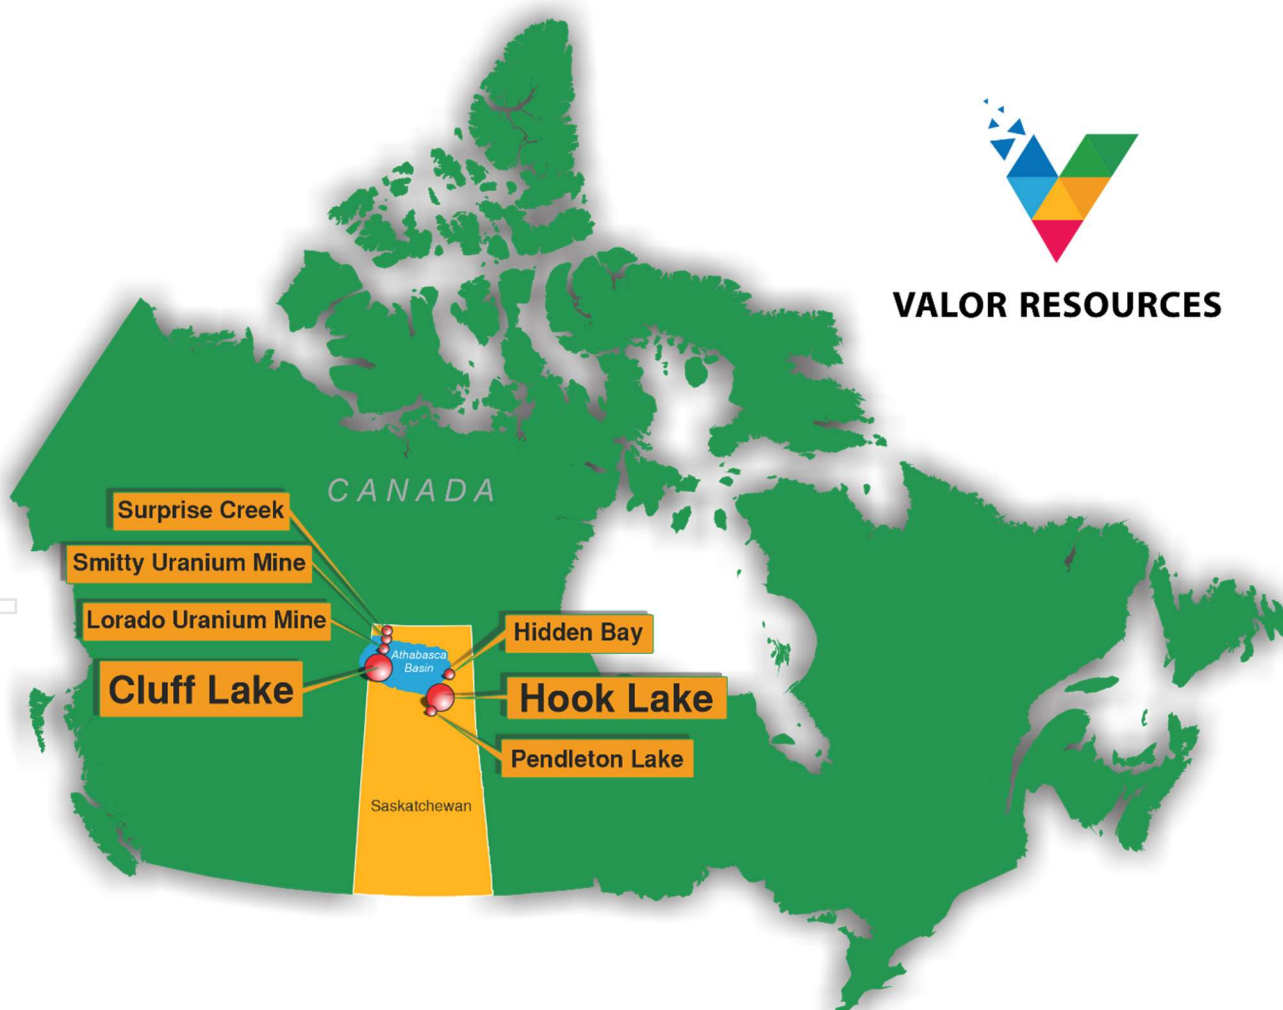 VALOR RESOURCES
CANADA
Surprise Creek
Smitty Uranium Mine
Lorado Uranium Mine
Cluff Lake
Athabasca
Basin
Hidden Bay
Hook Lake
Pendleton Lake
Saskatchewan